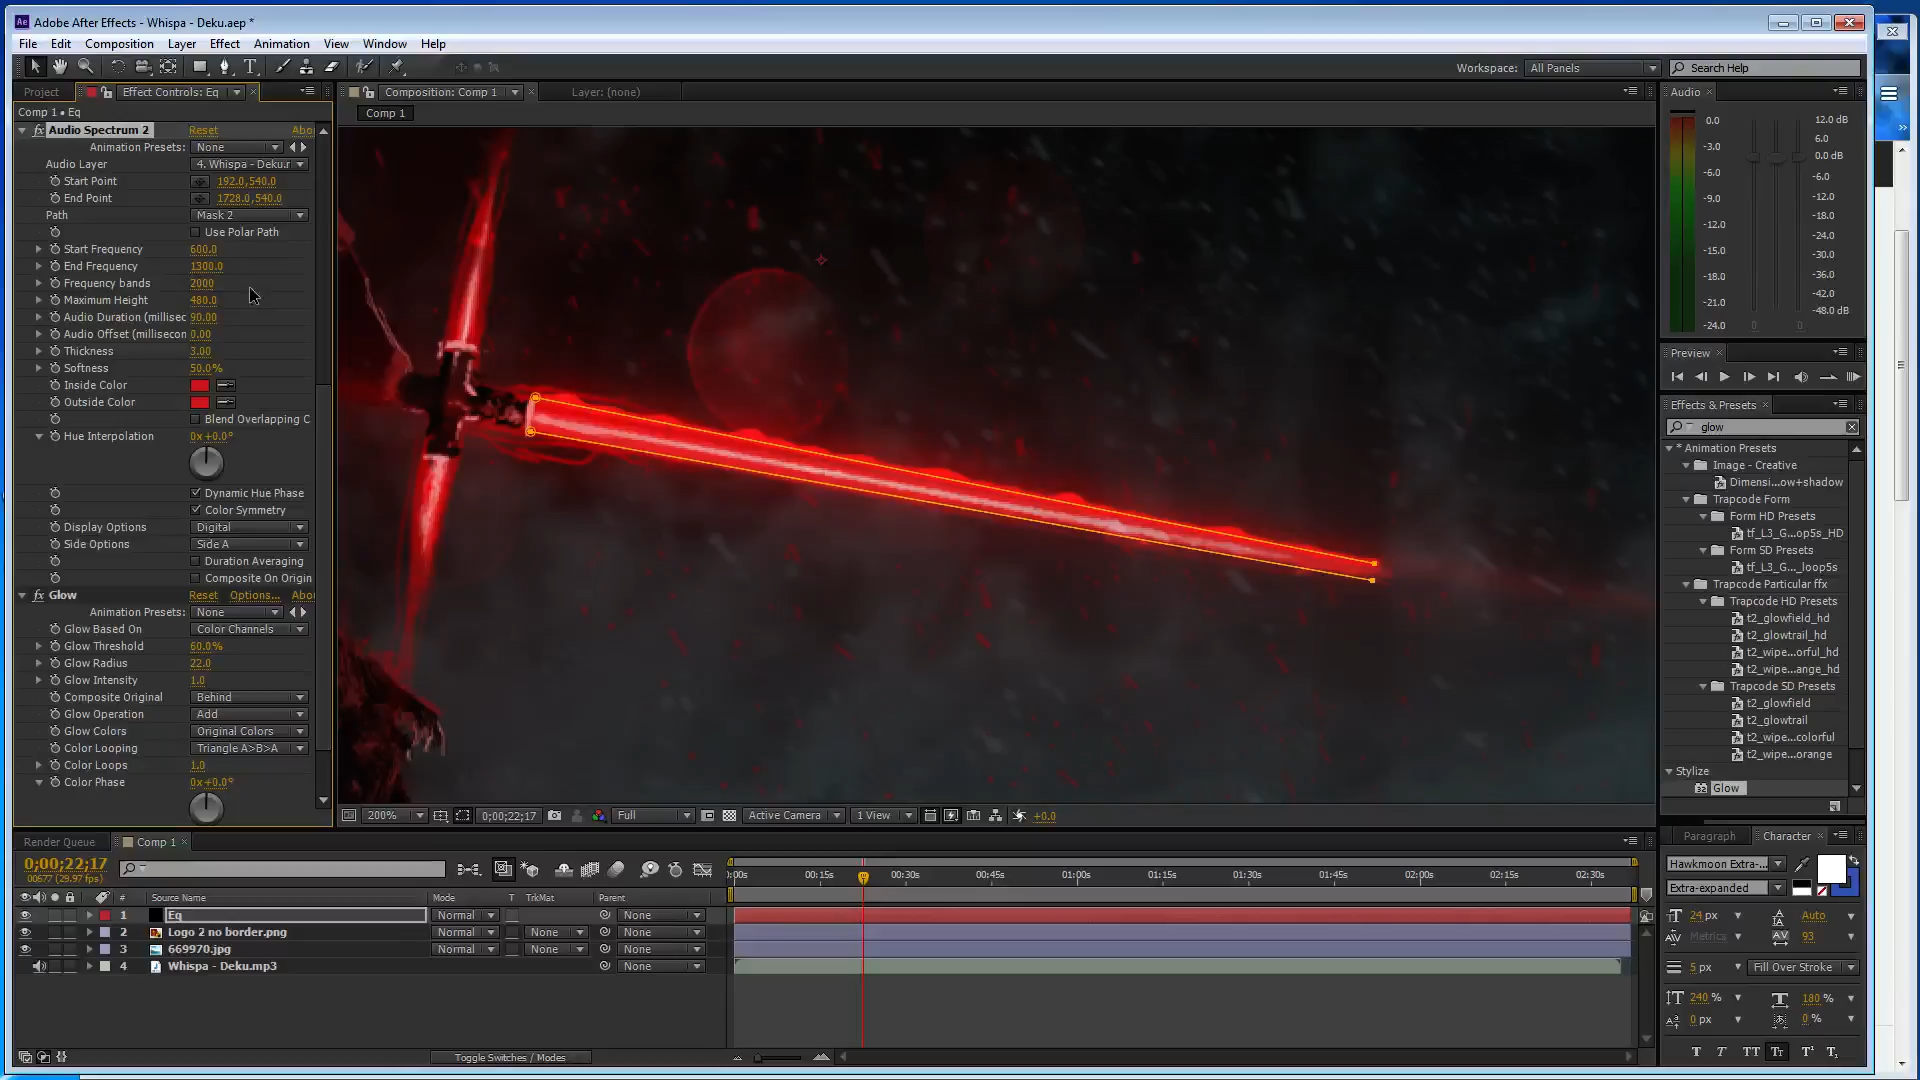 Adobe After Effects - Whispa - Deku.aep *
File Edit Composition Layer Effect Animation View Window Help
Workspace: All Panels
Search Help
Project
Effect Controls: Eq
Composition: Comp 1
Layer: (none)
Audio
Comp 1 • Eq
Comp 1
Audio Spectrum 2 Reset Abo
Animation Presets: None
Audio Layer 4. Whispa - Deku.r
Start Point 192.0,540.0
End Point 1728.0,540.0
Path Mask 2
Use Polar Path
Start Frequency 600.0
End Frequency 1300.0
Frequency bands 2000
Maximum Height 480.0
Audio Duration (millisec 90.00
Audio Offset (millisecon 0.00
Thickness 3.00
Softness 50.0%
Inside Color
Outside Color
Blend Overlapping C
Hue Interpolation 0x+0.0°
Dynamic Hue Phase
Color Symmetry
Display Options Digital
Side Options Side A
Duration Averaging
Composite On Origin
Glow Reset Options... Abo
Animation Presets: None
Glow Based On Color Channels
Glow Threshold 60.0%
Glow Radius 22.0
Glow Intensity 1.0
Composite Original Behind
Glow Operation Add
Glow Colors Original Colors
Color Looping Triangle A>B>A
Color Loops 1.0
Color Phase 0x+0.0°
200% 0;00;22;17 Full Active Camera 1 View +0.0
0.0
-3.0
-6.0
-9.0
-12.0
-15.0
-18.0
-21.0
-24.0
12.0 dB
6.0
0.0 dB
-6.0
-12.0
-18.0
-24.0
-30.0
-36.0
-42.0
-48.0 dB
0 0
Preview
Effects & Presets
glow
* Animation Presets
Image - Creative
Dimensi...ow+shadow
Trapcode Form
Form HD Presets
tf_L3_G...op5s_HD
Form SD Presets
tf_L3_G..._loop5s
Trapcode Particular ffx
Trapcode HD Presets
t2_glowfield_hd
t2_glowtrail_hd
t2_wipe...orful_hd
t2_wipe...ange_hd
Trapcode SD Presets
t2_glowfield
t2_glowtrail
t2_wipe...colorful
t2_wipe...orange
Stylize
32 Glow
Render Queue
Comp 1
0;00;22;17
00677 (29.97 fps)
:00s 00:15s 00:30s 00:45s 01:00s 01:15s 01:30s 01:45s 02:00s 02:15s 02:30s
# Source Name Mode T TrkMat Parent
1 Eq Normal None
2 Logo 2 no border.png Normal None None
3 669970.jpg Normal None None
4 Whispa - Deku.mp3 None
Toggle Switches / Modes
Paragraph
Character
Hawkmoon Extra-...
Extra-expanded
24 px Auto
Metrics 93
5 px Fill Over Stroke
240 % 180 %
0 px 0 %
T T TT Tt T¹ T₁